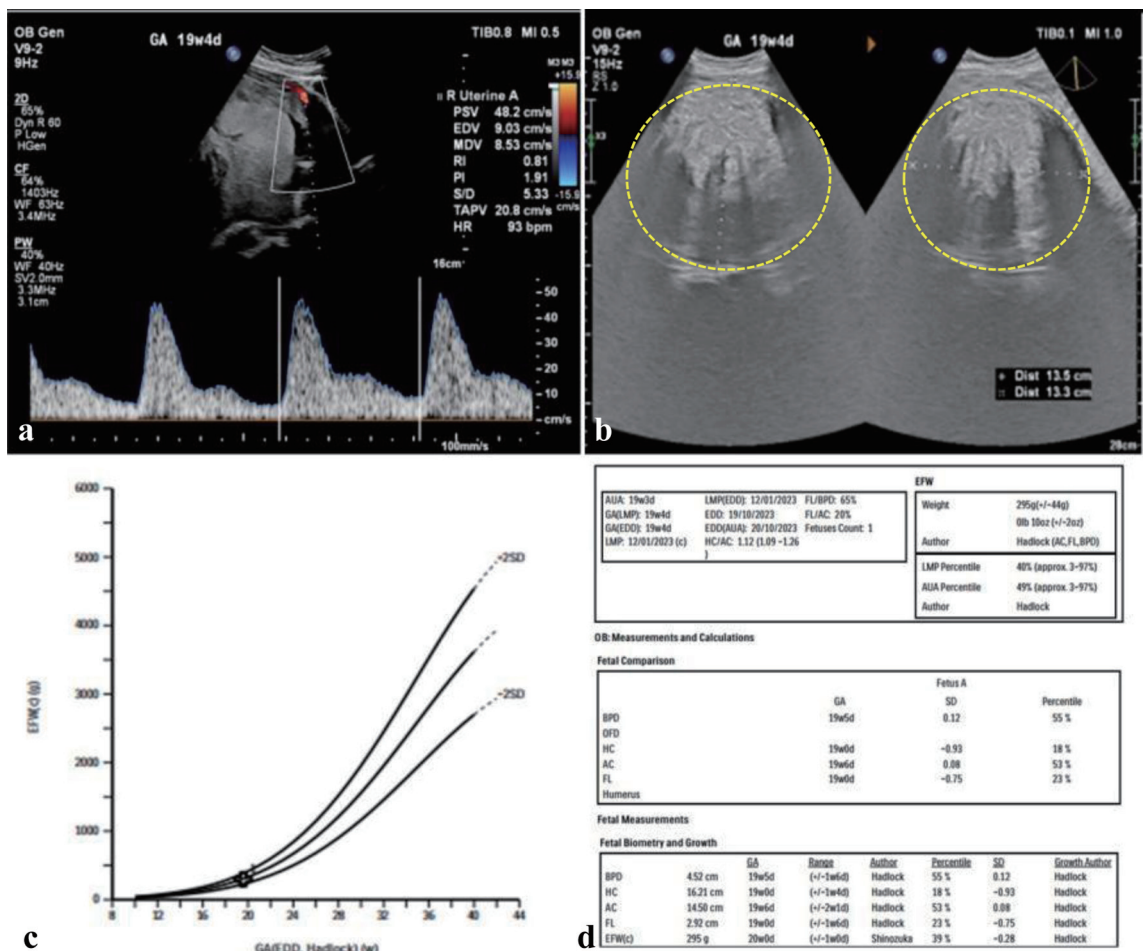 OB Gen
V9-2
9Hz
2D
65%
Dyn R 60
P Low
HGen
CF
64%
1403Hz
WF 63Hz
3.4MHz
PW
40%
WF 40Hz
SV2.0mm
3.3MHz
3.1cm
GA 19w4d
TIB0.8 MI 0.5
M3 M3
+15.9
-15.9
cm/s
R Uterine A
PSV 48.2 cm/s
EDV 9.03 cm/s
MDV 8.53 cm/s
RI 0.81
PI 1.91
S/D 5.33
TAPV 20.8 cm/s
HR 93 bpm
16cm
50
40
30
20
10
cm/s
100mm/s
a
OB Gen
V9-2
15Hz
Z 1.0
GA 19w4d
TIB0.1 MI 1.0
Dist 13.5 cm
Dist 13.3 cm
28cm
b
6000
5000
4000
3000
2000
1000
0
EFW(c) (g)
8 12 16 20 24 28 32 36 40 44
GA(EDD, Hadlock) (w)
-2SD
-2SD
c
AUA: 19w3d LMP(EDD): 12/01/2023 FL/BPD: 65%
GA(LMP): 19w4d EDD: 19/10/2023 FL/AC: 20%
GA(EDD): 19w4d EDD(AUA): 20/10/2023 Fetuses Count: 1
LMP: 12/01/2023 (c) HC/AC: 1.12 (1.09 -1.26
)
EFW
Weight 295g(+/-44g)
0lb 10oz (+/-2oz)
Author Hadlock (AC,FL,BPD)
LMP Percentile 40% (approx. 3-97%)
AUA Percentile 49% (approx. 3-97%)
Author Hadlock
OB: Measurements and Calculations
Fetal Comparison
Fetus A
GA SD Percentile
BPD 19w5d 0.12 55 %
OFD
HC 19w0d -0.93 18 %
AC 19w6d 0.08 53 %
FL 19w0d -0.75 23 %
Humerus
Fetal Measurements
Fetal Biometry and Growth
GA Range Author Percentile SD Growth Author
BPD 4.52 cm 19w5d (+/-1w6d) Hadlock 55 % 0.12 Hadlock
HC 16.21 cm 19w0d (+/-1w4d) Hadlock 18 % -0.93 Hadlock
AC 14.50 cm 19w6d (+/-2w1d) Hadlock 53 % 0.08 Hadlock
FL 2.92 cm 19w0d (+/-1w6d) Hadlock 23 % -0.75 Hadlock
EFW(c) 295 g 20w0d (+/-1w0d) Shinozuka 39 % -0.28 Hadlock
d